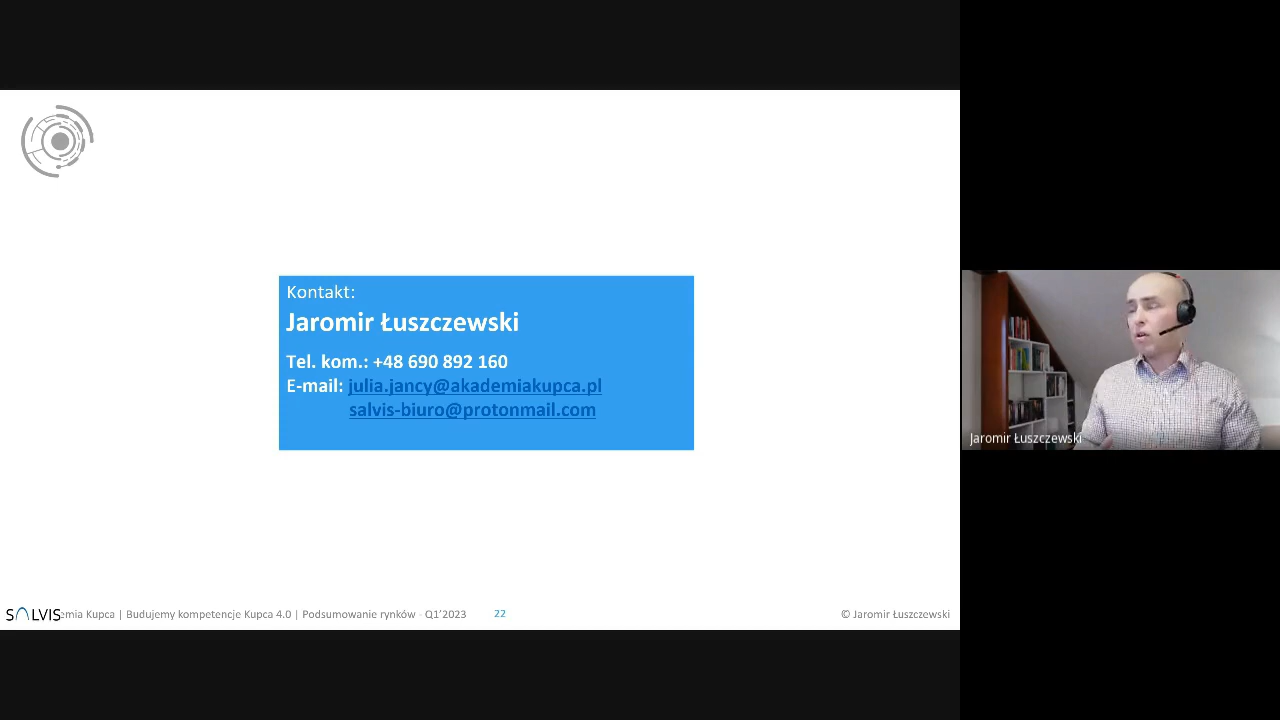 Kontakt:
Jaromir Łuszczewski
Tel. kom.: +48 690 892 160
E-mail: julia.jancy@akademiakupca.pl
salvis-biuro@protonmail.com
Jaromir Łuszczewski
SALVIS
Kupca | Budujemy kompetencje Kupca 4.0 | Podsumowanie rynków - Q1'2023
22
© Jaromir Łuszczewski